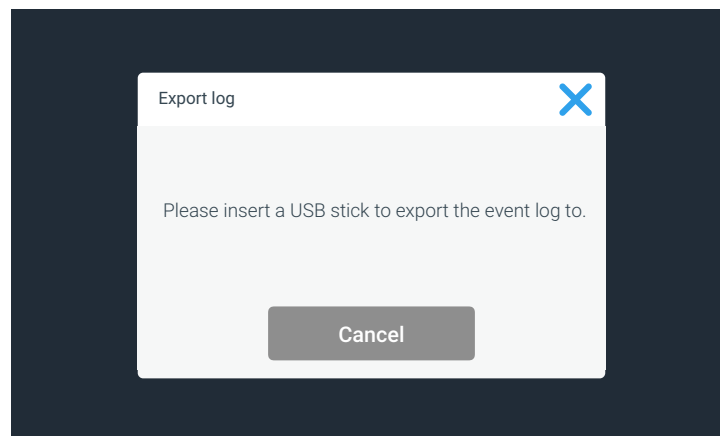 Export log
Please insert a USB stick to export the event log to.
Cancel